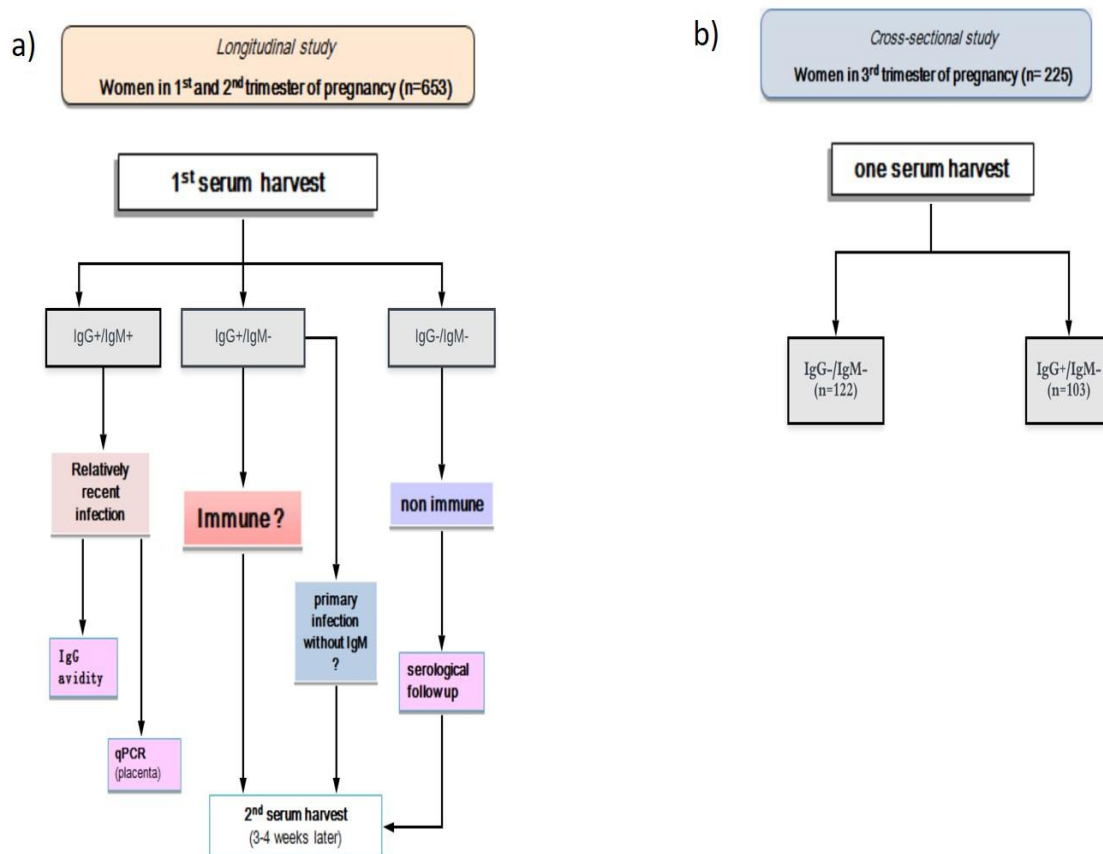 a)
Longitudinal study
Women in 1st and 2nd trimester of pregnancy (n=653)
1st serum harvest
IgG+/IgM+
IgG+/IgM-
IgG-/IgM-
Relatively
recent
infection
Immune ?
non immune
primary
infection
without IgM
?
IgG
avidity
serological
followup
qPCR
(placenta)
2nd serum harvest
(3-4 weeks later)
b)
Cross-sectional study
Women in 3rd trimester of pregnancy (n= 225)
one serum harvest
IgG-/IgM-
(n=122)
IgG+/IgM-
(n=103)